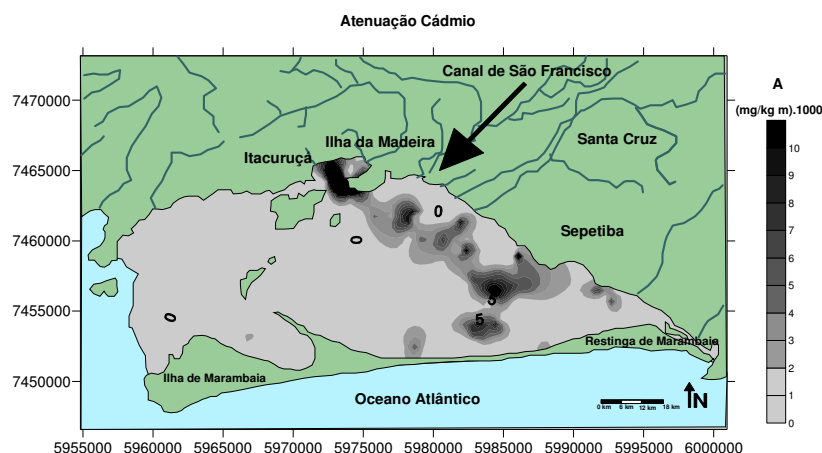 Atenuação Cádmio
Canal de São Francisco
A
(mg/kg m).1000
7470000
Ilha da Madeira
Santa Cruz
Itacuruçá
7465000
0
Sepetiba
7460000
0
5
7455000
0
5
Restinga de Marambaia
7450000
Ilha de Marambaia
Oceano Atlântico
0 km 6 km 12 km 18 km
N
10
9
8
7
6
5
4
3
2
1
0
5955000 5960000 5965000 5970000 5975000 5980000 5985000 5990000 5995000 6000000